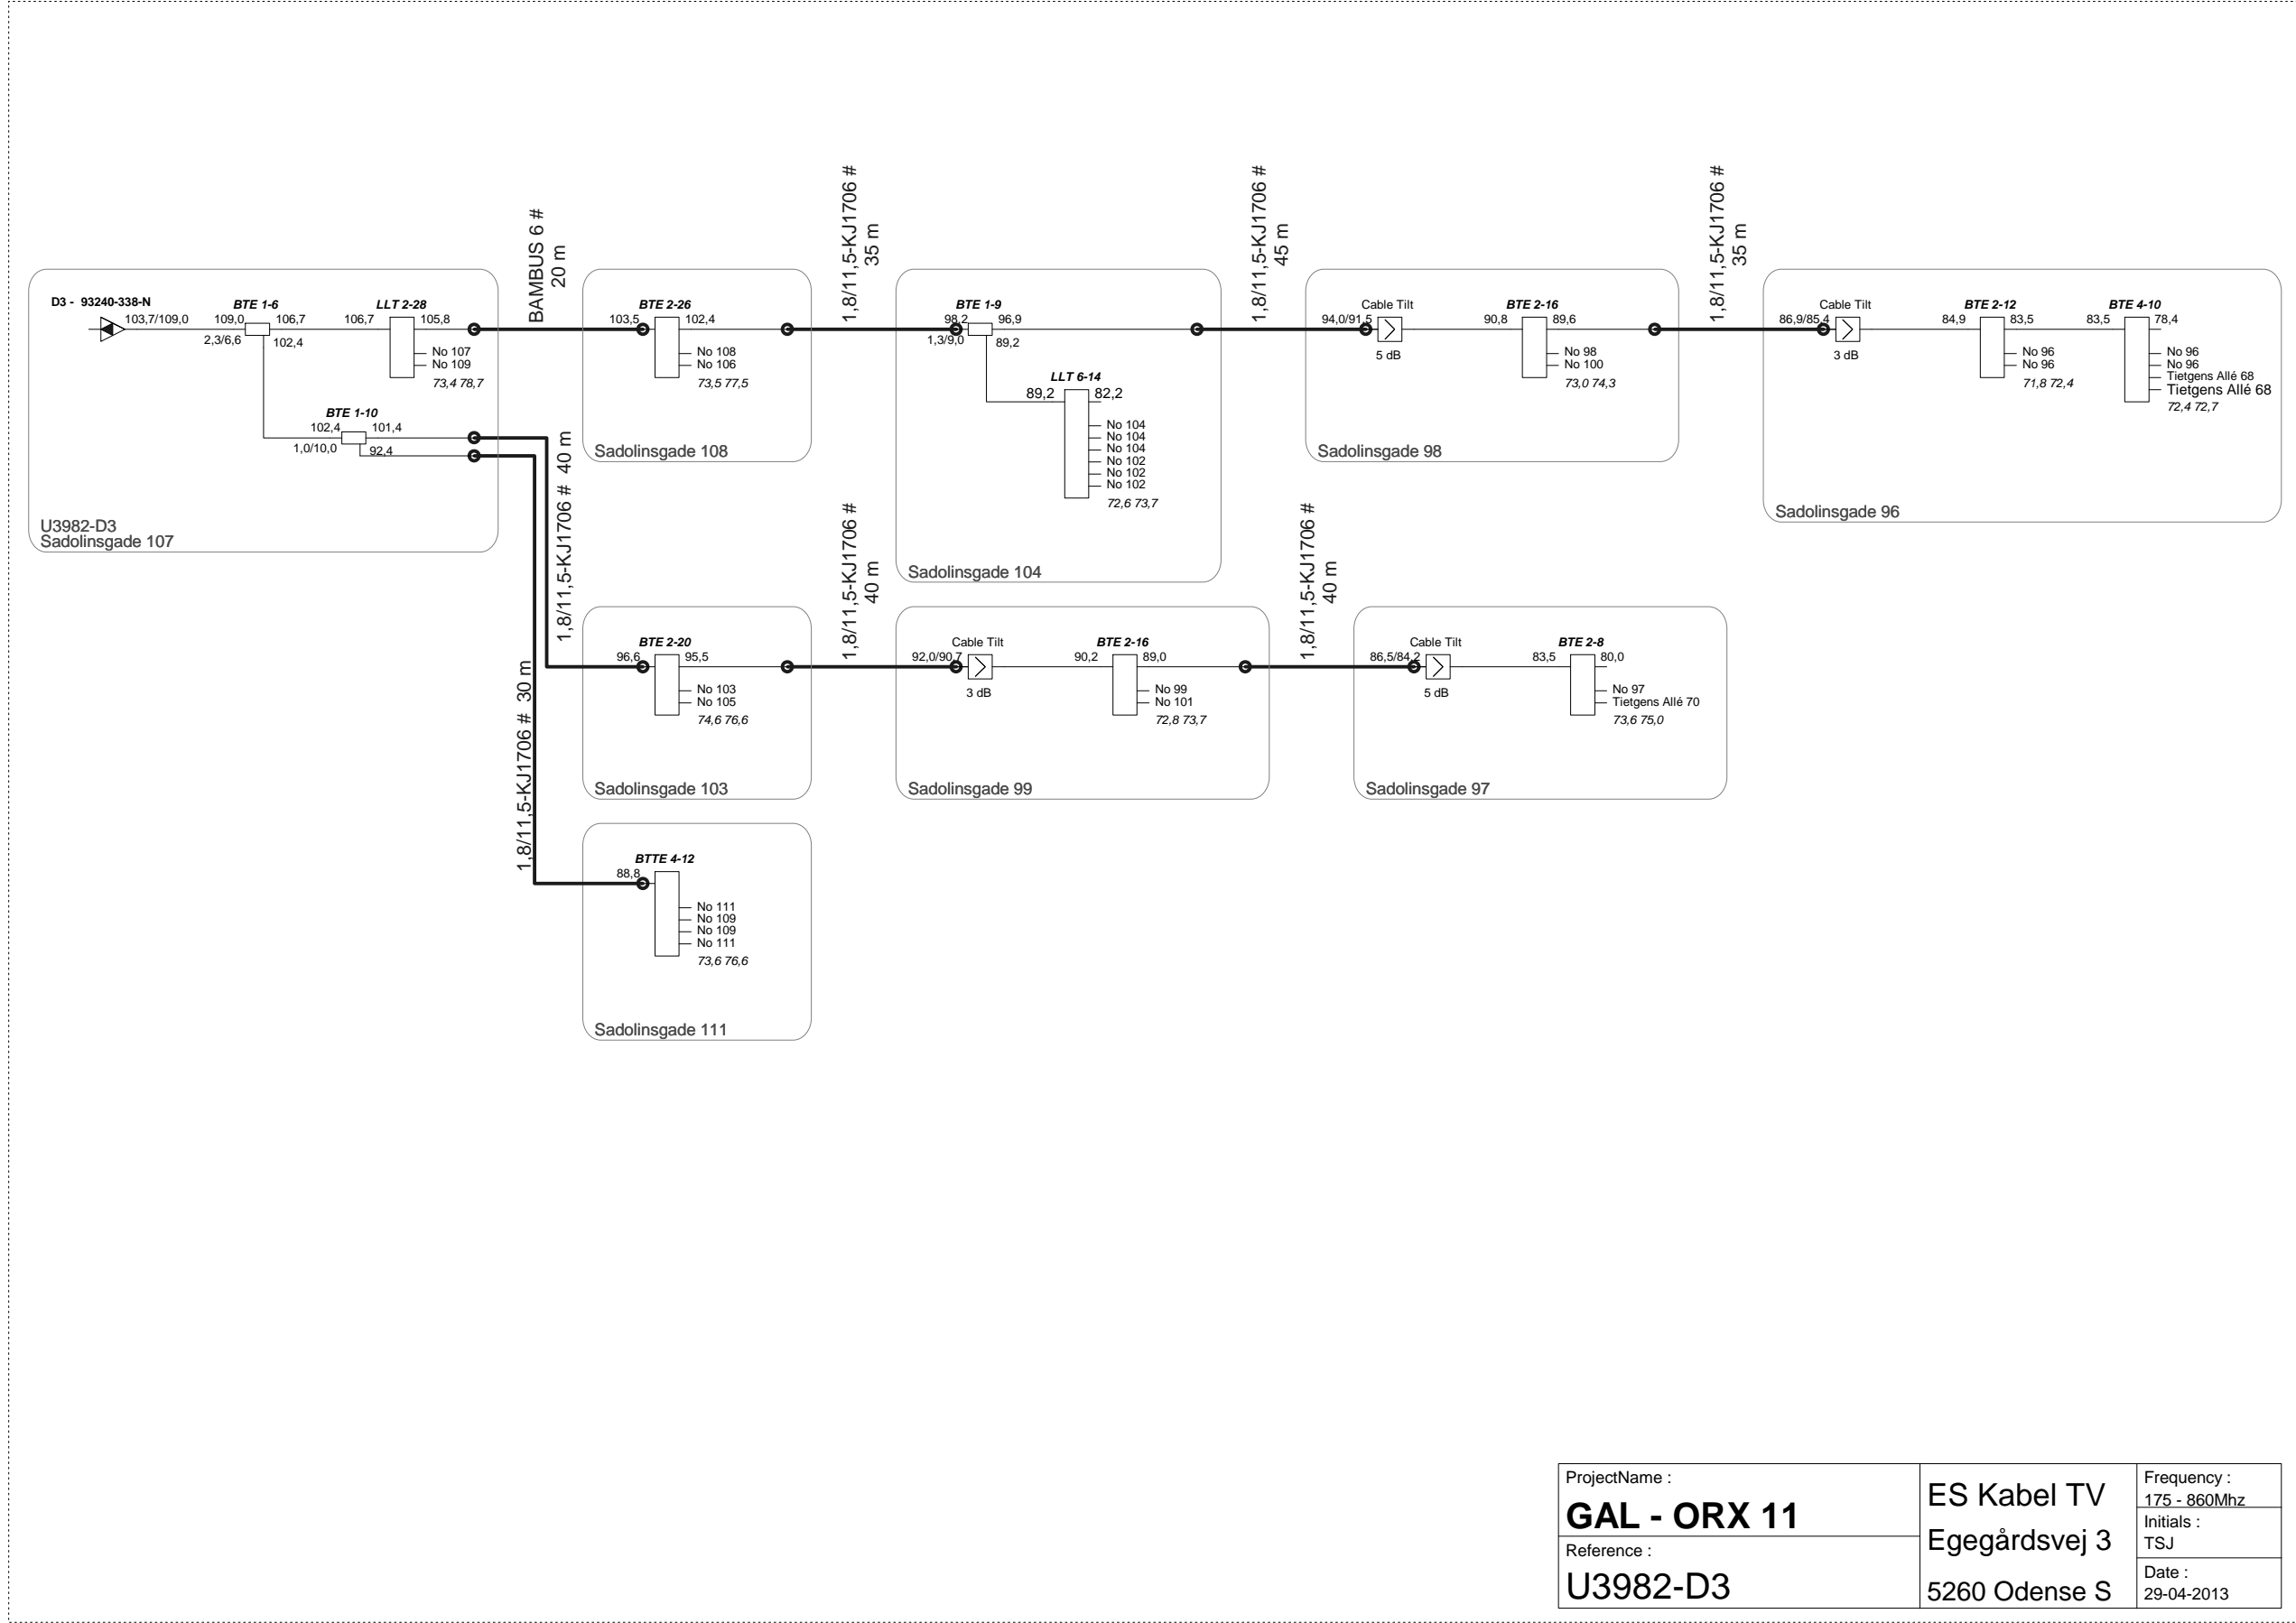 BAMBUS 6 #
20 m
1,8/11,5-KJ1706 #
35 m
1,8/11,5-KJ1706 #
45 m
1,8/11,5-KJ1706 #
35 m
D3 - 93240-338-N
103,7/109,0
BTE 1-6
109,0
106,7
2,3/6,6
102,4
LLT 2-28
106,7
105,8
No 107
No 109
73,4 78,7
BTE 1-10
102,4
101,4
1,0/10,0
92,4
U3982-D3
Sadolinsgade 107
BTE 2-26
103,5
102,4
No 108
No 106
73,5 77,5
Sadolinsgade 108
BTE 1-9
98,2
96,9
1,3/9,0
89,2
LLT 6-14
89,2
82,2
No 104
No 104
No 104
No 102
No 102
No 102
72,6 73,7
Sadolinsgade 104
Cable Tilt
94,0/91,5
5 dB
BTE 2-16
90,8
89,6
No 98
No 100
73,0 74,3
Sadolinsgade 98
Cable Tilt
86,9/85,4
3 dB
BTE 2-12
84,9
83,5
No 96
No 96
71,8 72,4
BTE 4-10
83,5
78,4
No 96
No 96
Tietgens Allé 68
Tietgens Allé 68
72,4 72,7
Sadolinsgade 96
1,8/11,5-KJ1706 # 40 m
1,8/11,5-KJ1706 #
40 m
1,8/11,5-KJ1706 #
40 m
BTE 2-20
96,6
95,5
No 103
No 105
74,6 76,6
Sadolinsgade 103
Cable Tilt
92,0/90,7
3 dB
BTE 2-16
90,2
89,0
No 99
No 101
72,8 73,7
Sadolinsgade 99
Cable Tilt
86,5/84,2
5 dB
BTE 2-8
83,5
80,0
No 97
Tietgens Allé 70
73,6 75,0
Sadolinsgade 97
1,8/11,5-KJ1706 # 30 m
BTTE 4-12
88,8
No 111
No 109
No 109
No 111
73,6 76,6
Sadolinsgade 111
ProjectName :
GAL - ORX 11
Reference :
U3982-D3
ES Kabel TV
Egegårdsvej 3
5260 Odense S
Frequency :
175 - 860Mhz
Initials :
TSJ
Date :
29-04-2013